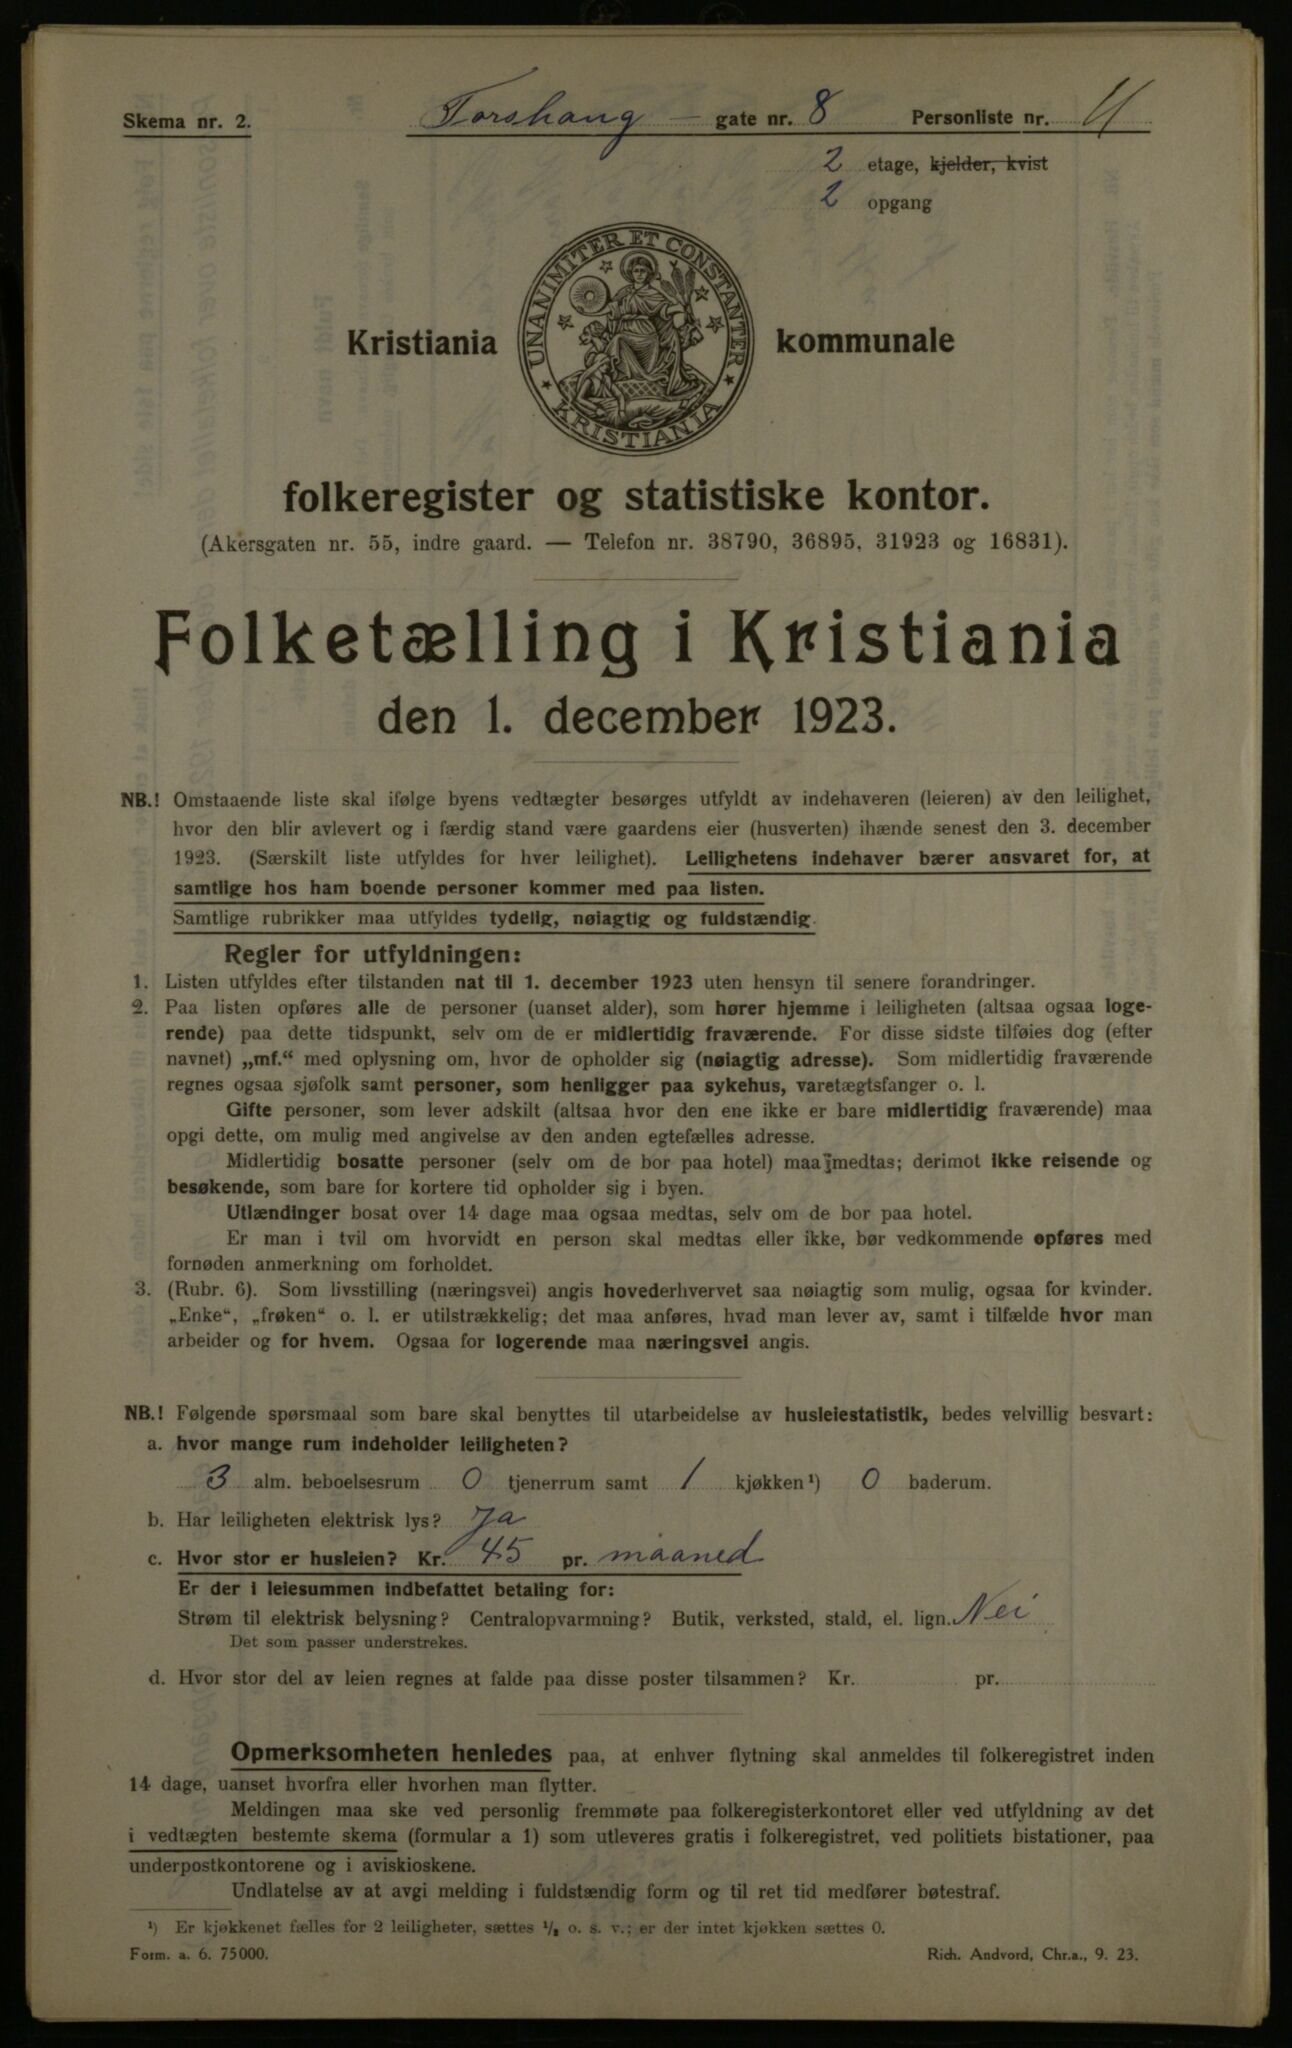 Skema nr. 2.
Torshaug gate nr. 8 Personliste nr. 11
2 etage, kjelder, kvist
2 opgang
UNANIMITER ET CONSTANTER
KRISTIANIA
Kristiania kommunale
folkeregister og statistiske kontor.
(Akersgaten nr. 55, indre gaard. — Telefon nr. 38790, 36895, 31923 og 16831).
Folketælling i Kristiania
den 1. december 1923.
NB.! Omstaaende liste skal ifølge byens vedtægter besørges utfyldt av indehaveren (leieren) av den leilighet,
hvor den blir avlevert og i færdig stand være gaardens eier (husverten) ihænde senest den 3. december
1923. (Særskilt liste utfyldes for hver leilighet). Leilighetens indehaver bærer ansvaret for, at
samtlige hos ham boende personer kommer med paa listen.
Samtlige rubrikker maa utfyldes tydelig, nøiagtig og fuldstændig.
Regler for utfyldningen:
1. Listen utfyldes efter tilstanden nat til 1. december 1923 uten hensyn til senere forandringer.
2. Paa listen opføres alle de personer (uanset alder), som hører hjemme i leiligheten (altsaa ogsaa loge-
rende) paa dette tidspunkt, selv om de er midlertidig fraværende. For disse sidste tilføies dog (efter
navnet) „mf.“ med oplysning om, hvor de opholder sig (nøiagtig adresse). Som midlertidig fraværende
regnes ogsaa sjøfolk samt personer, som henligger paa sykehus, varetægtsfanger o. l.
Gifte personer, som lever adskilt (altsaa hvor den ene ikke er bare midlertidig fraværende) maa
opgi dette, om mulig med angivelse av den anden egtefælles adresse.
Midlertidig bosatte personer (selv om de bor paa hotel) maa medtas; derimot ikke reisende og
besøkende, som bare for kortere tid opholder sig i byen.
Utlændinger bosat over 14 dage maa ogsaa medtas, selv om de bor paa hotel.
Er man i tvil om hvorvidt en person skal medtas eller ikke, bør vedkommende opføres med
fornøden anmerkning om forholdet.
3. (Rubr. 6). Som livsstilling (næringsvei) angis hovederhvervet saa nøiagtig som mulig, ogsaa for kvinder.
„Enke“, „frøken“ o. l. er utilstrækkelig; det maa anføres, hvad man lever av, samt i tilfælde hvor man
arbeider og for hvem. Ogsaa for logerende maa næringsvei angis.
NB.! Følgende spørsmaal som bare skal benyttes til utarbeidelse av husleiestatistik, bedes velvillig besvart:
a. hvor mange rum indeholder leiligheten?
3 alm. beboelsesrum 0 tjenerrum samt 1 kjøkken¹) 0 baderum.
b. Har leiligheten elektrisk lys? Ja
c. Hvor stor er husleien? Kr. 45 pr. maaned
Er der i leiesummen indbefattet betaling for:
Strøm til elektrisk belysning? Centralopvarmning? Butik, verksted, stald, el. lign. Nei
Det som passer understrekes.
d. Hvor stor del av leien regnes at falde paa disse poster tilsammen? Kr. pr.
Opmerksomheten henledes paa, at enhver flytning skal anmeldes til folkeregistret inden
14 dage, uanset hvorfra eller hvorhen man flytter.
Meldingen maa ske ved personlig fremmøte paa folkeregisterkontoret eller ved utfyldning av det
i vedtægten bestemte skema (formular a 1) som utleveres gratis i folkeregistret, ved politiets bistationer, paa
underpostkontorene og i aviskioskene.
Undlatelse av at avgi melding i fuldstændig form og til ret tid medfører bøtestraf.
¹) Er kjøkkenet fælles for 2 leiligheter, sættes ½ o. s. v.; er der intet kjøkken sættes 0.
Form. a. 6. 75000.
Rich. Andvord, Chr.a., 9. 23.